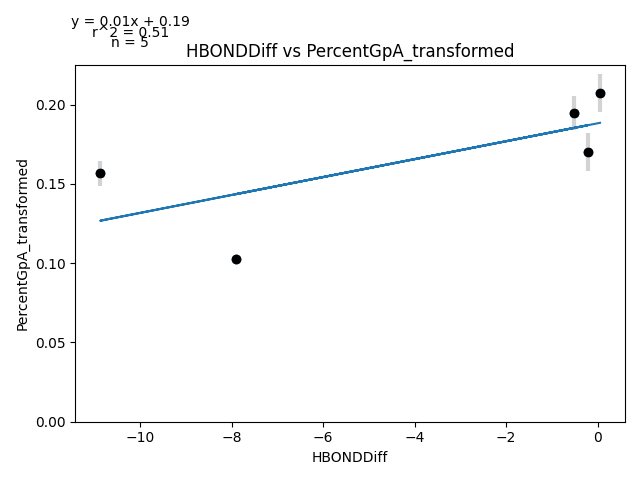 y = 0.01x + 0.19
r^2 = 0.51
n = 5
HBONDDiff vs PercentGpA_transformed
PercentGpA_transformed
0.20
0.15
0.10
0.05
0.00
−10
−8
−6
−4
−2
0
HBONDDiff